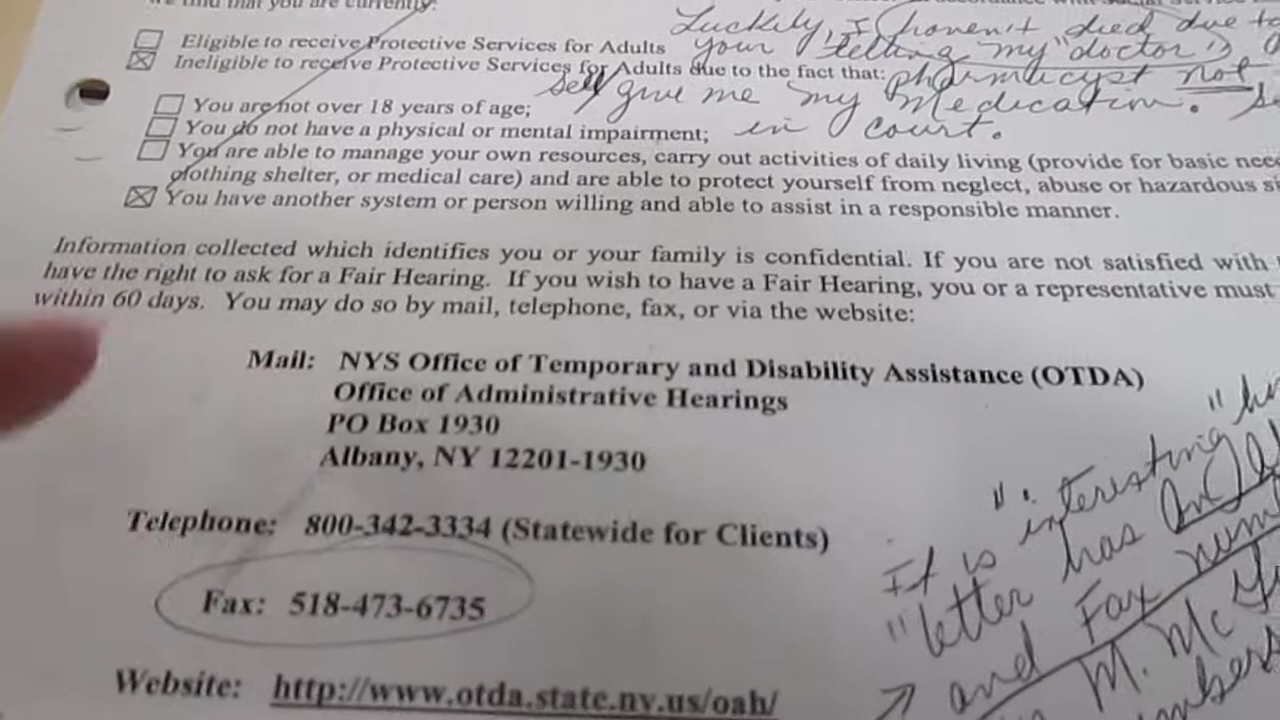 that you are currently:
Luckily, I haven't died due to
Eligible to receive Protective Services for Adults your telling my "doctor"
Ineligible to receive Protective Services for Adults due to the fact that: pharmacyst not
sell/give me my medication.
You are not over 18 years of age;
in court.
You do not have a physical or mental impairment;
You are able to manage your own resources, carry out activities of daily living (provide for basic
clothing shelter, or medical care) and are able to protect yourself from neglect, abuse or hazardous
You have another system or person willing and able to assist in a responsible manner.
Information collected which identifies you or your family is confidential. If you are not satisfied with
have the right to ask for a Fair Hearing. If you wish to have a Fair Hearing, you or a representative must
within 60 days. You may do so by mail, telephone, fax, or via the website:
Mail: NYS Office of Temporary and Disability Assistance (OTDA)
Office of Administrative Hearings
PO Box 1930
Albany, NY 12201-1930
Telephone: 800-342-3334 (Statewide for Clients)
Fax: 518-473-6735
Website: http://www.otda.state.ny.us/oah/
It is "interesting"
"letter has
and Fax
M. Mc